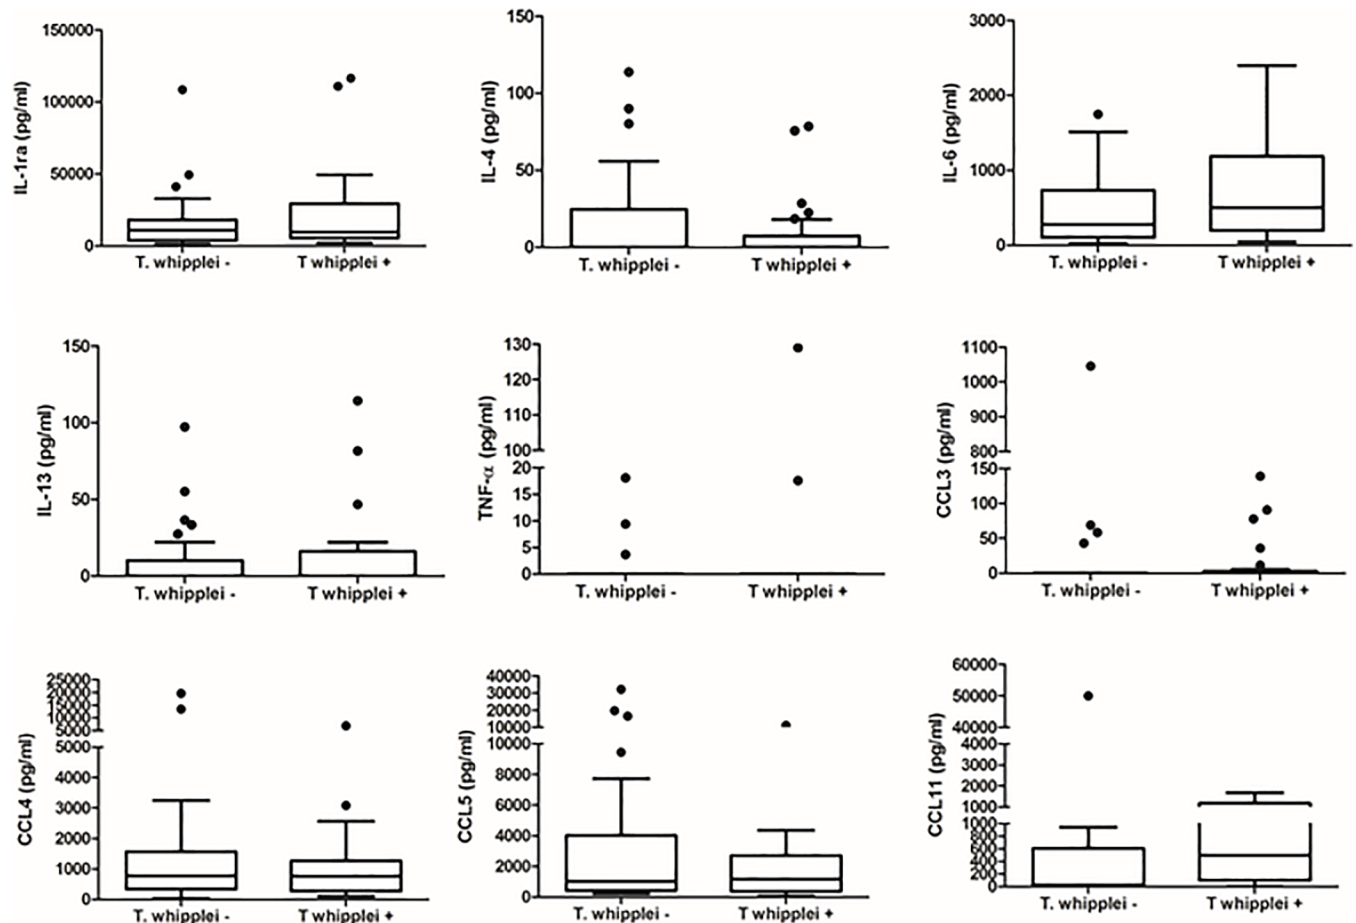 150000
100000
50000
0
IL-1ra (pg/ml)
T. whipplei -
T whipplei +
150
100
50
0
IL-4 (pg/ml)
T. whipplei -
T whipplei +
3000
2000
1000
0
IL-6 (pg/ml)
T. whipplei -
T whipplei +
150
100
50
0
IL-13 (pg/ml)
T. whipplei -
T whipplei +
130
120
110
100
20
15
10
5
0
TNF-α (pg/ml)
T. whipplei -
T whipplei +
1100
1000
900
800
150
100
50
0
CCL3 (pg/ml)
T. whipplei -
T whipplei +
25000
20000
15000
10000
5000
5000
4000
3000
2000
1000
0
CCL4 (pg/ml)
T. whipplei -
T whipplei +
40000
30000
20000
10000
10000
8000
6000
4000
2000
0
CCL5 (pg/ml)
T. whipplei -
T whipplei +
60000
50000
40000
4000
3000
2000
1000
1000
800
600
400
200
0
CCL11 (pg/ml)
T. whipplei -
T whipplei +